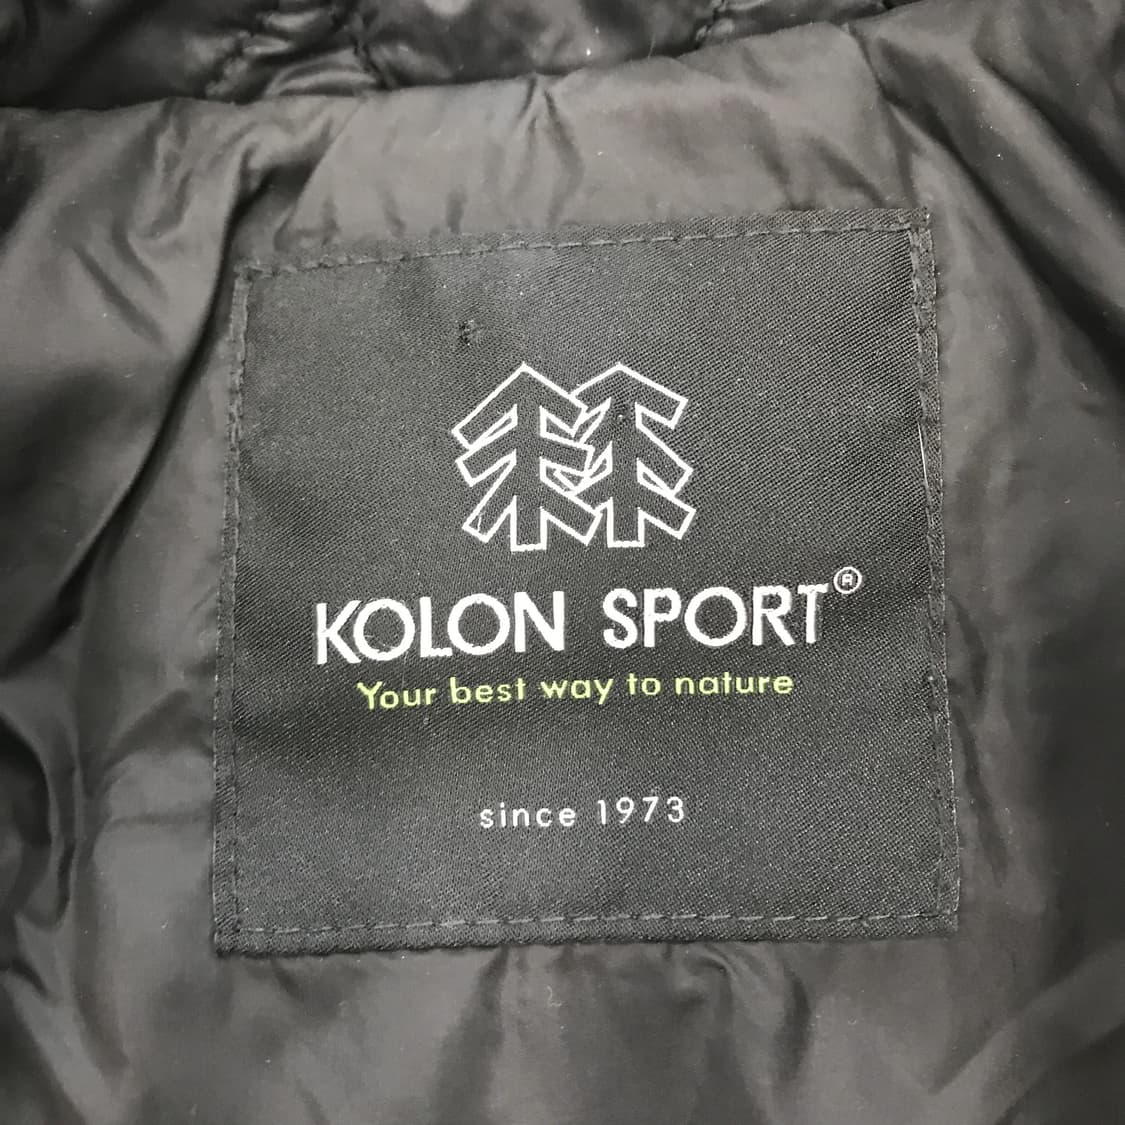 KOLON SPORT®
Your best way to nature
since 1973